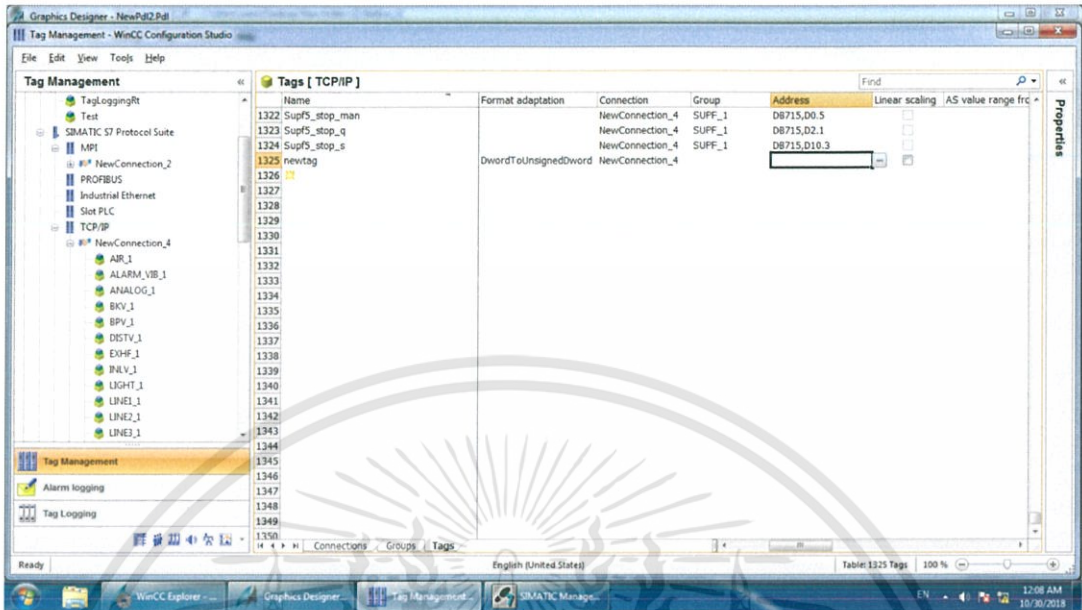 Graphics Designer - NewPdl2.Pdl
Tag Management - WinCC Configuration Studio
File Edit View Tools Help
Tag Management «
TagLoggingRt
Test
SIMATIC S7 Protocol Suite
MPI
NewConnection_2
PROFIBUS
Industrial Ethernet
Slot PLC
TCP/IP
NewConnection_4
AIR_1
ALARM_VIB_1
ANALOG_1
BKV_1
BPV_1
DISTV_1
EXHF_1
INLV_1
LIGHT_1
LINE1_1
LINE2_1
LINE3_1
Tag Management
Alarm logging
Tag Logging
Tags [ TCP/IP ] Find
Name Format adaptation Connection Group Address Linear scaling AS value range frc
1322 Supf5_stop_man NewConnection_4 SUPF_1 DB715,D0.5
1323 Supf5_stop_q NewConnection_4 SUPF_1 DB715,D2.1
1324 Supf5_stop_s NewConnection_4 SUPF_1 DB715,D10.3
1325 newtag DwordToUnsignedDword NewConnection_4
1326
1327
1328
1329
1330
1331
1332
1333
1334
1335
1336
1337
1338
1339
1340
1341
1342
1343
1344
1345
1346
1347
1348
1349
1350
Connections Groups Tags
« Properties
Ready English (United States) Table: 1325 Tags 100 %
WinCC Explorer - ... Graphics Designer... Tag Management... SIMATIC Manage... EN 12:08 AM
10/30/2018